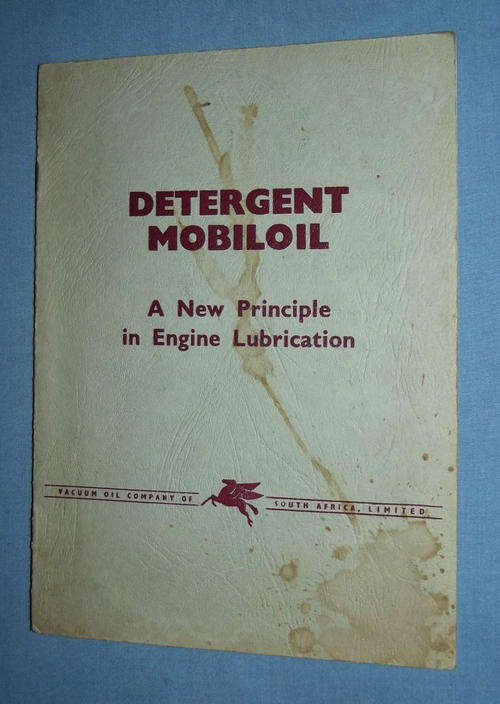 DETERGENT
MOBILOIL
A New Principle
in Engine Lubrication
VACUUM OIL COMPANY OF SOUTH AFRICA, LIMITED